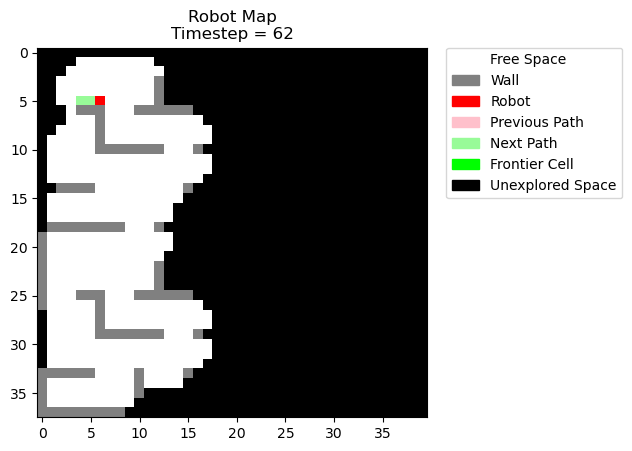 Robot Map
Timestep = 62
0
5
10
15
20
25
30
35
0
5
10
15
20
25
30
35
Free Space
Wall
Robot
Previous Path
Next Path
Frontier Cell
Unexplored Space